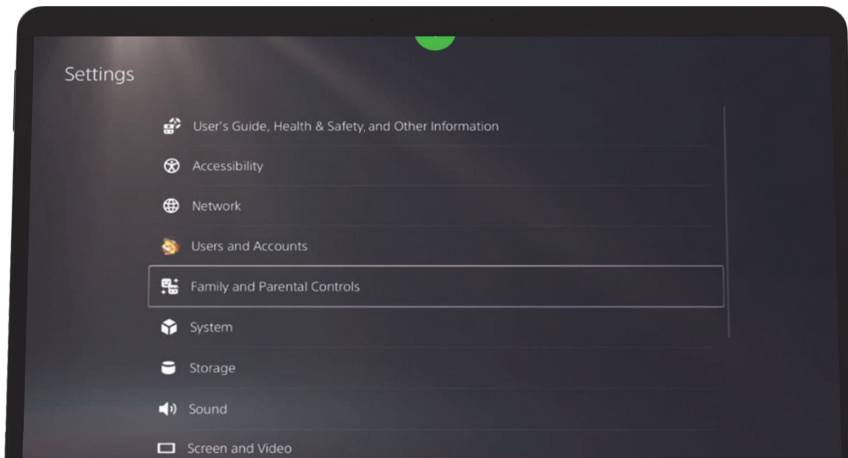 Settings
User's Guide, Health & Safety, and Other Information
Accessibility
Network
Users and Accounts
Family and Parental Controls
System
Storage
Sound
Screen and Video